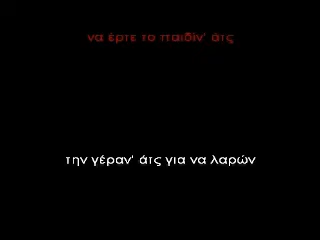 να έρτε το παιδίν' άτς
την γέραν' άτς για να λαρών